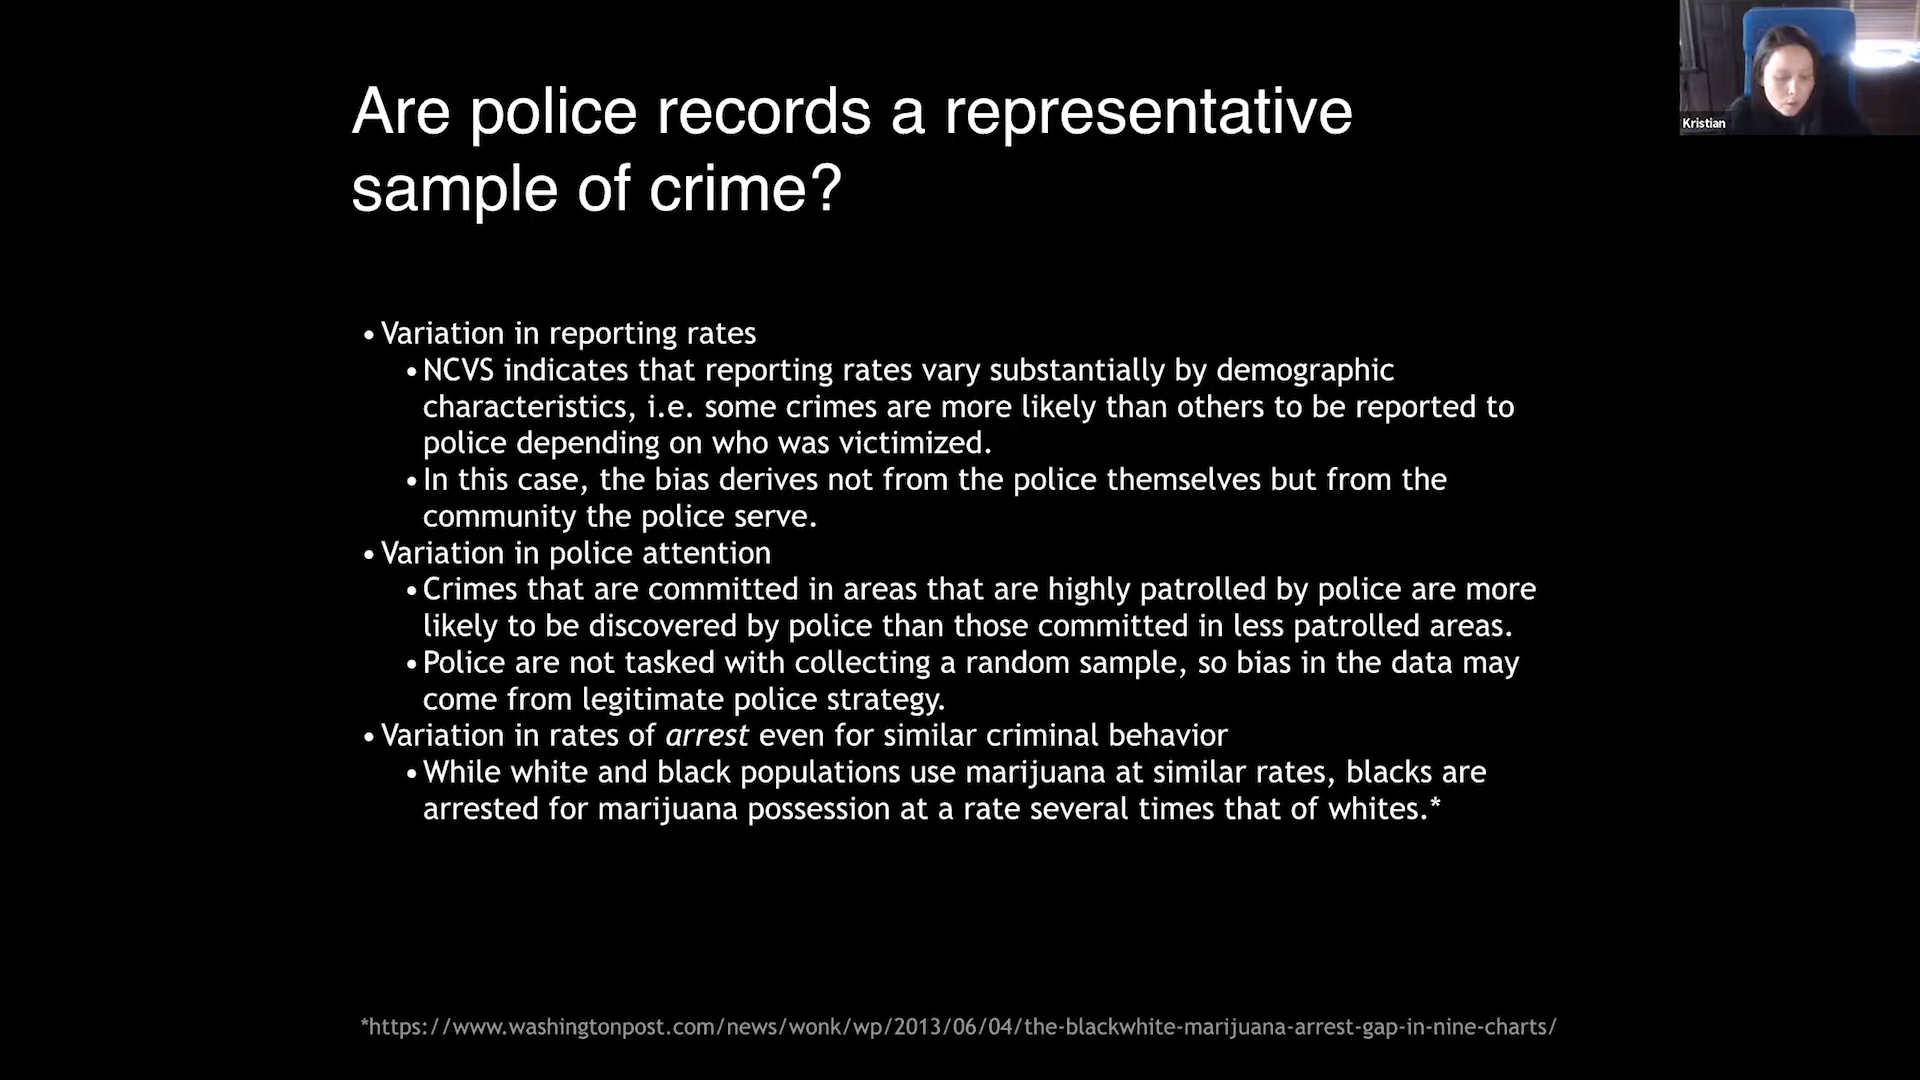 Are police records a representative
sample of crime?
Kristian
• Variation in reporting rates
• NCVS indicates that reporting rates vary substantially by demographic
characteristics, i.e. some crimes are more likely than others to be reported to
police depending on who was victimized.
• In this case, the bias derives not from the police themselves but from the
community the police serve.
• Variation in police attention
• Crimes that are committed in areas that are highly patrolled by police are more
likely to be discovered by police than those committed in less patrolled areas.
• Police are not tasked with collecting a random sample, so bias in the data may
come from legitimate police strategy.
• Variation in rates of arrest even for similar criminal behavior
• While white and black populations use marijuana at similar rates, blacks are
arrested for marijuana possession at a rate several times that of whites.*
*https://www.washingtonpost.com/news/wonk/wp/2013/06/04/the-blackwhite-marijuana-arrest-gap-in-nine-charts/